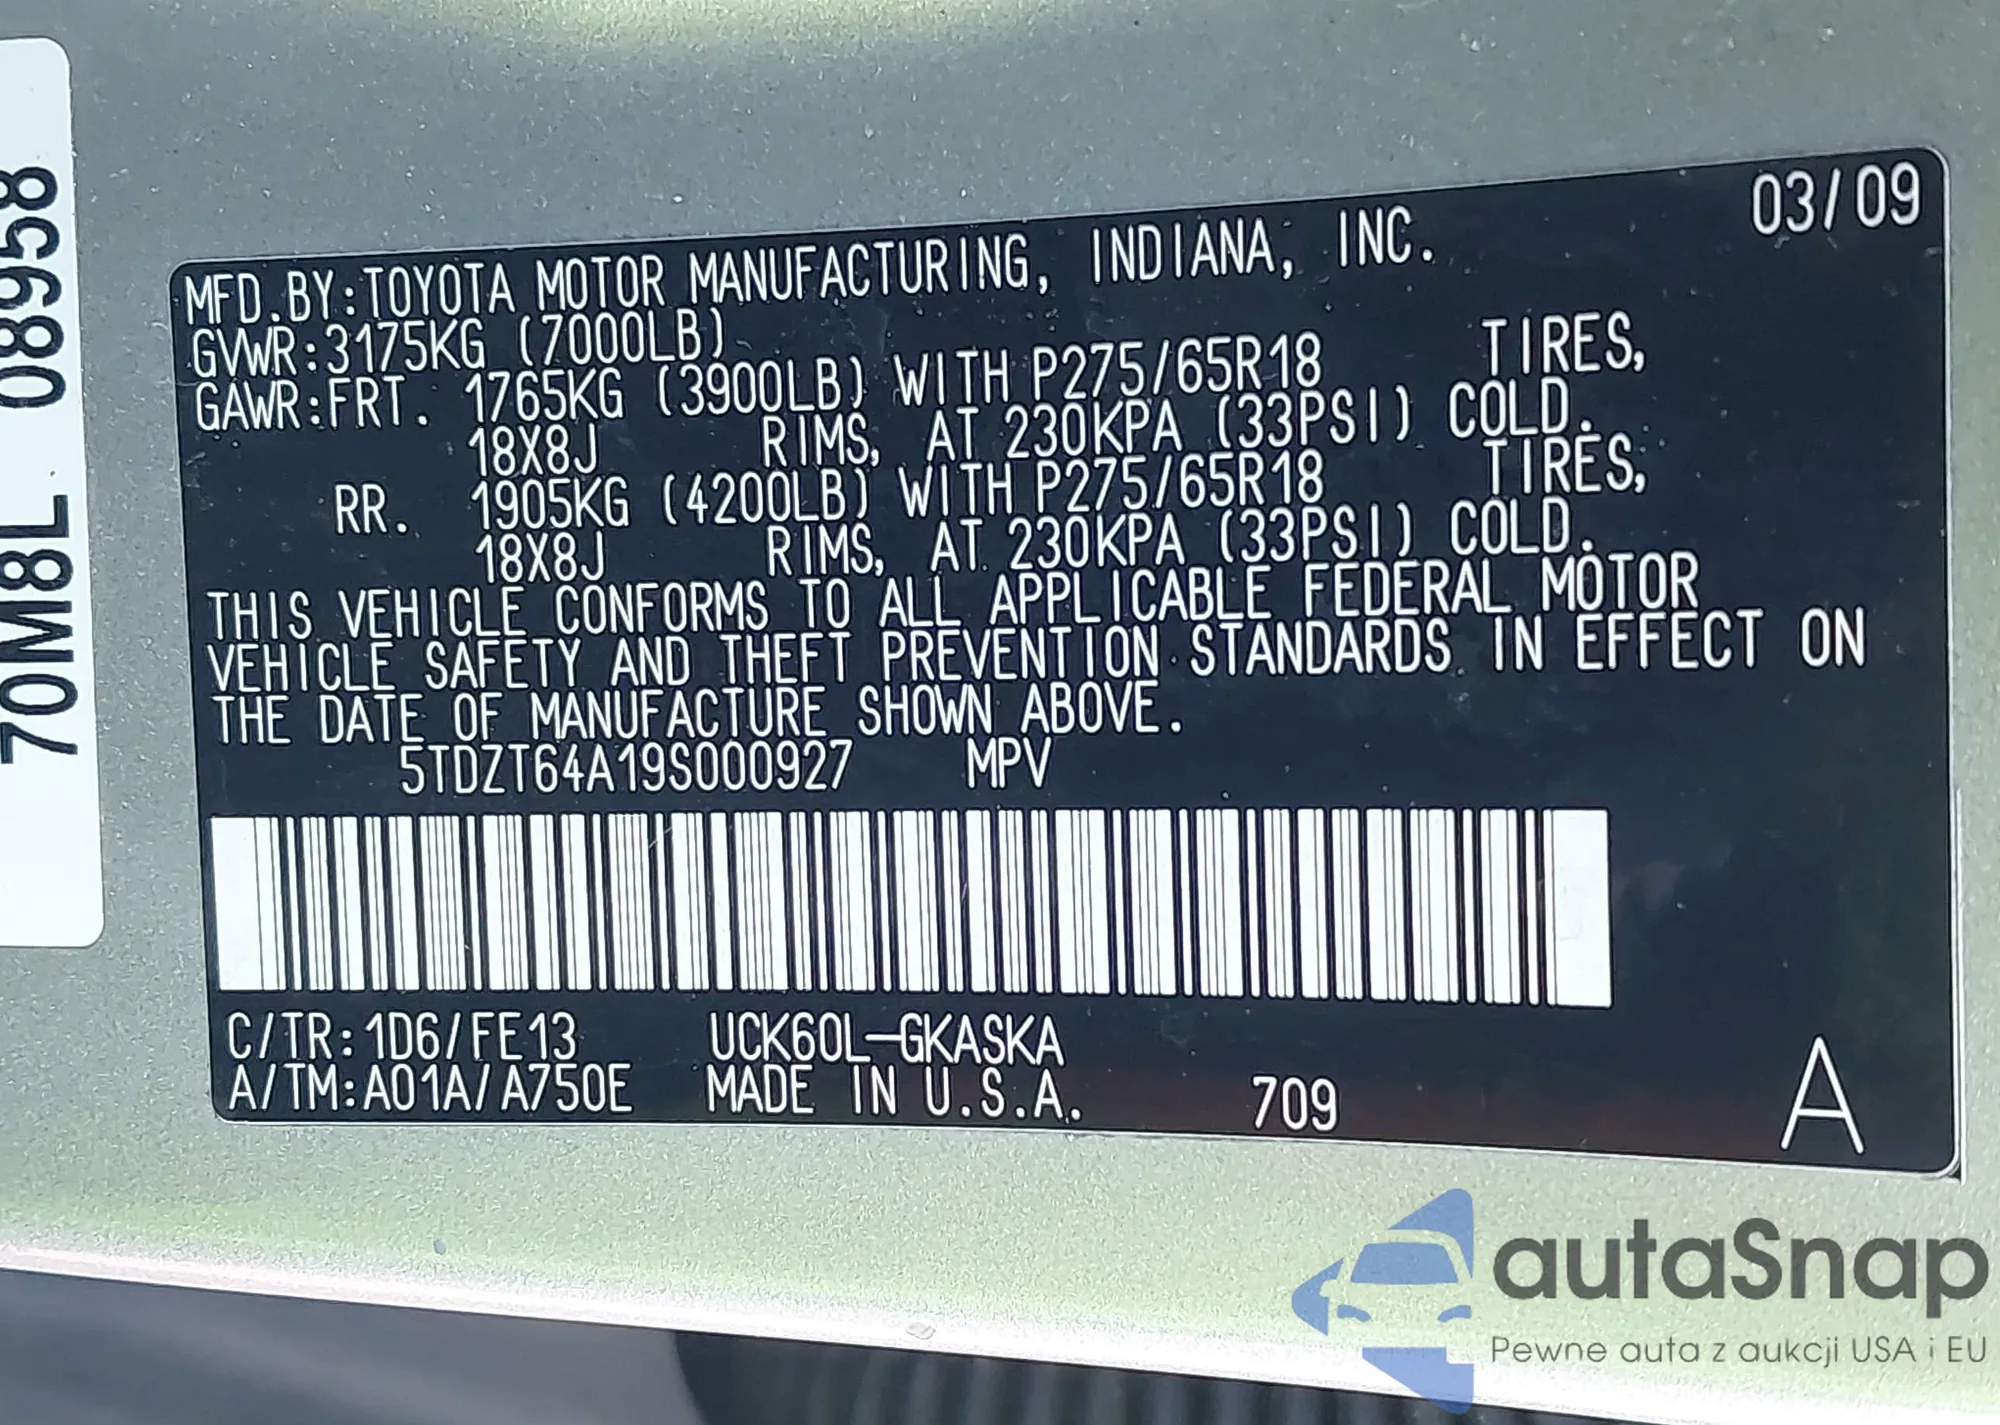 70M8L 08958
03/09
MFD.BY:TOYOTA MOTOR MANUFACTURING, INDIANA, INC.
GVWR:3175KG (7000LB)
GAWR:FRT. 1765KG (3900LB) WITH P275/65R18 TIRES,
18X8J RIMS, AT 230KPA (33PSI) COLD.
RR. 1905KG (4200LB) WITH P275/65R18 TIRES,
18X8J RIMS, AT 230KPA (33PSI) COLD.
THIS VEHICLE CONFORMS TO ALL APPLICABLE FEDERAL MOTOR
VEHICLE SAFETY AND THEFT PREVENTION STANDARDS IN EFFECT ON
THE DATE OF MANUFACTURE SHOWN ABOVE.
5TDZT64A19S000927 MPV
C/TR:1D6/FE13 UCK60L-GKASKA
A/TM:A01A/A750E MADE IN U.S.A. 709 A
autaSnap
Pewne auta z aukcji USA i EU